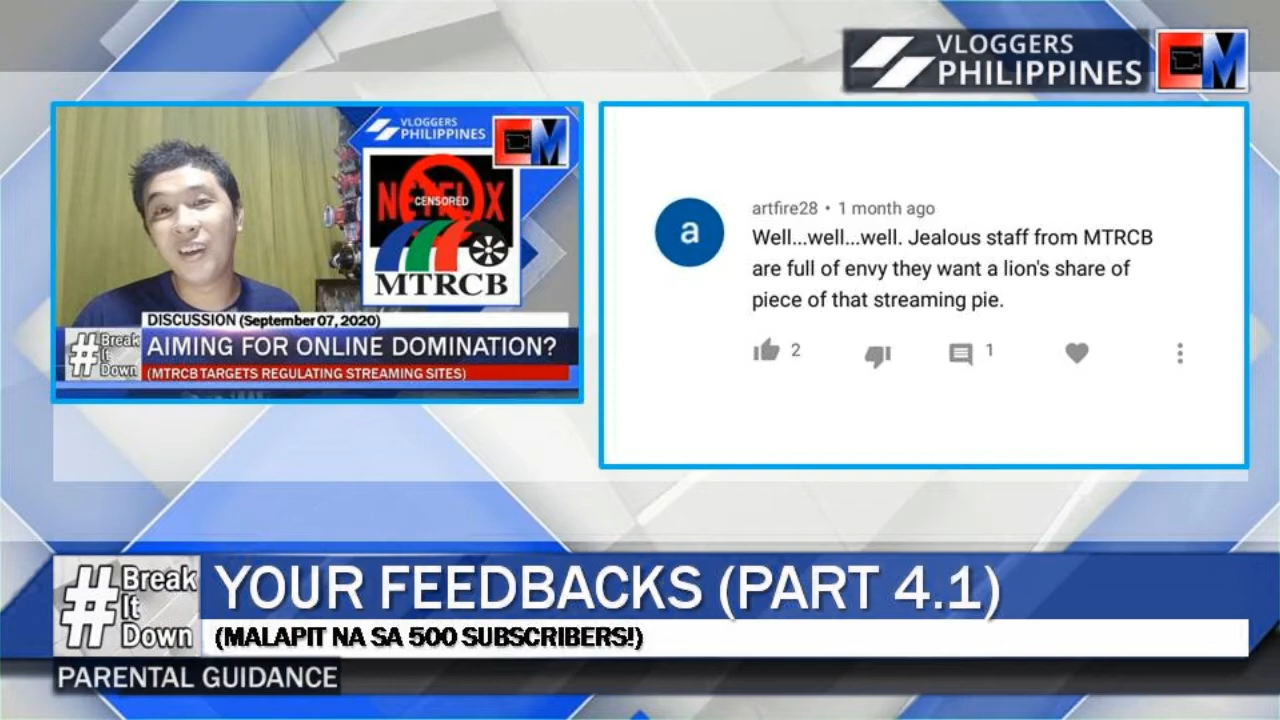 VLOGGERS
PHILIPPINES
VLOGGERS
PHILIPPINES
NETFLIX
CENSORED
MTRCB
DISCUSSION (September 07, 2020)
#Break
It
Down
AIMING FOR ONLINE DOMINATION?
(MTRCB TARGETS REGULATING STREAMING SITES)
a
artfire28 • 1 month ago
Well...well...well. Jealous staff from MTRCB
are full of envy they want a lion's share of
piece of that streaming pie.
2
1
#Break
It
Down
YOUR FEEDBACKS (PART 4.1)
(MALAPIT NA SA 500 SUBSCRIBERS!)
PARENTAL GUIDANCE